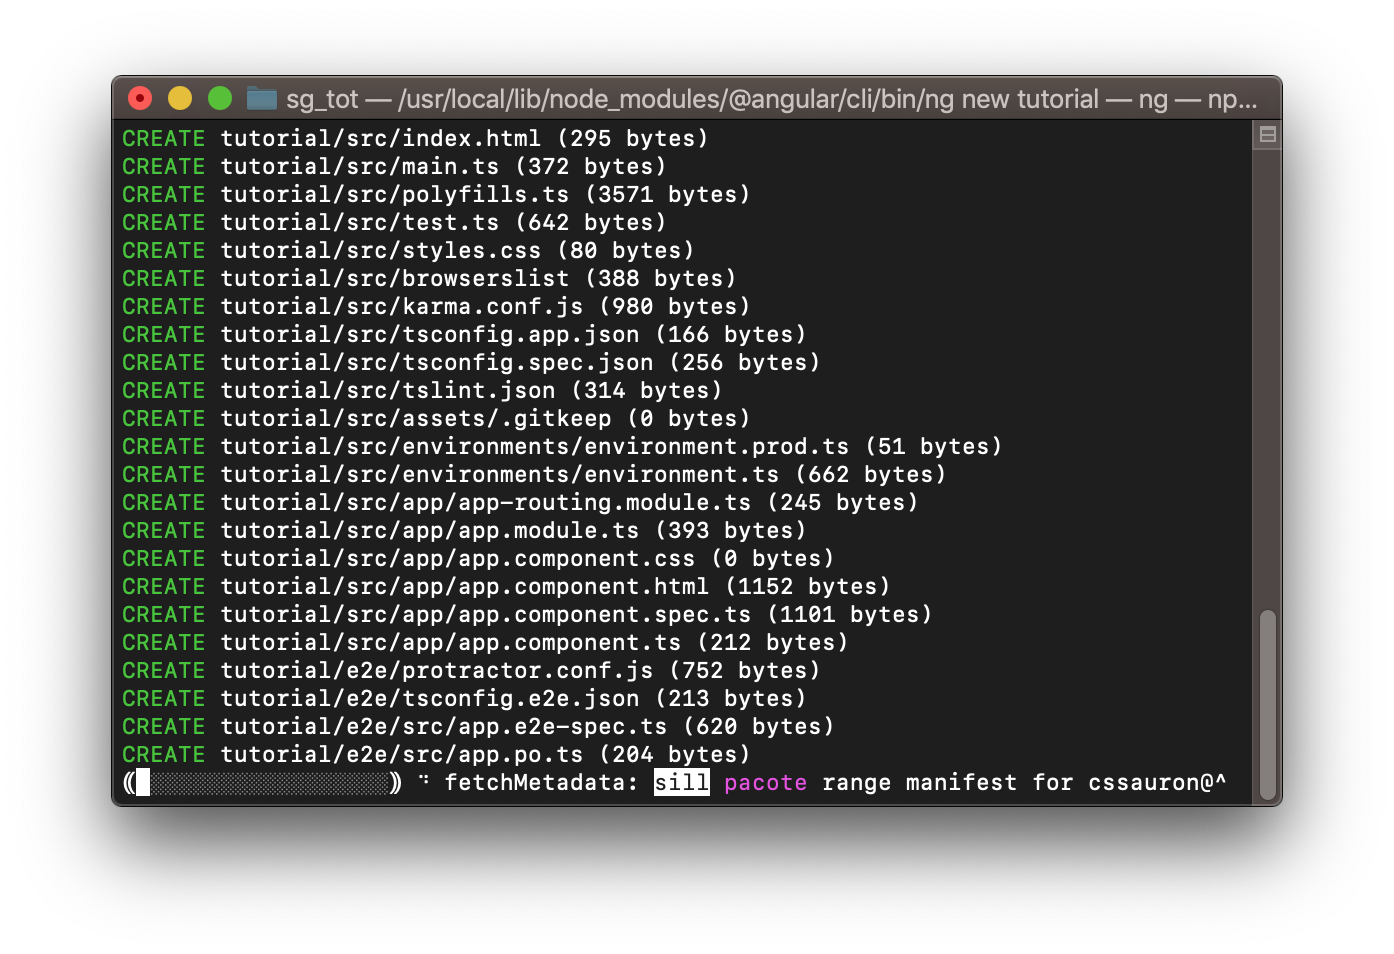 sg_tot — /usr/local/lib/node_modules/@angular/cli/bin/ng new tutorial — ng — np...
CREATE tutorial/src/index.html (295 bytes)
CREATE tutorial/src/main.ts (372 bytes)
CREATE tutorial/src/polyfills.ts (3571 bytes)
CREATE tutorial/src/test.ts (642 bytes)
CREATE tutorial/src/styles.css (80 bytes)
CREATE tutorial/src/browserslist (388 bytes)
CREATE tutorial/src/karma.conf.js (980 bytes)
CREATE tutorial/src/tsconfig.app.json (166 bytes)
CREATE tutorial/src/tsconfig.spec.json (256 bytes)
CREATE tutorial/src/tslint.json (314 bytes)
CREATE tutorial/src/assets/.gitkeep (0 bytes)
CREATE tutorial/src/environments/environment.prod.ts (51 bytes)
CREATE tutorial/src/environments/environment.ts (662 bytes)
CREATE tutorial/src/app/app-routing.module.ts (245 bytes)
CREATE tutorial/src/app/app.module.ts (393 bytes)
CREATE tutorial/src/app/app.component.css (0 bytes)
CREATE tutorial/src/app/app.component.html (1152 bytes)
CREATE tutorial/src/app/app.component.spec.ts (1101 bytes)
CREATE tutorial/src/app/app.component.ts (212 bytes)
CREATE tutorial/e2e/protractor.conf.js (752 bytes)
CREATE tutorial/e2e/tsconfig.e2e.json (213 bytes)
CREATE tutorial/e2e/src/app.e2e-spec.ts (620 bytes)
CREATE tutorial/e2e/src/app.po.ts (204 bytes)
fetchMetadata: sill pacote range manifest for cssauron@^